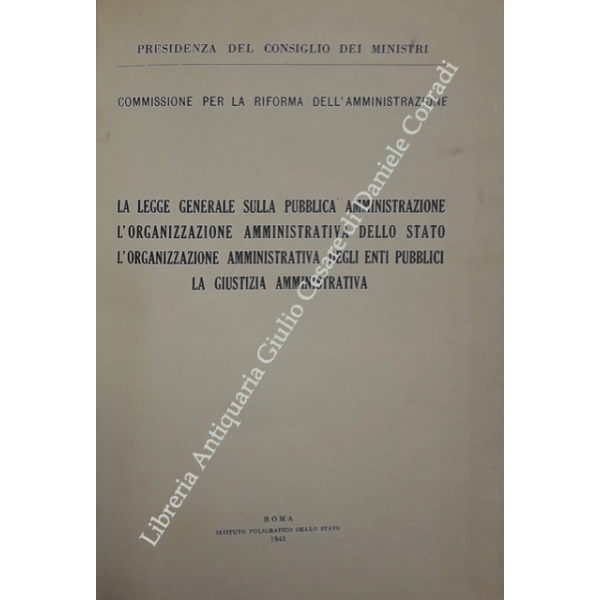 PRESIDENZA DEL CONSIGLIO DEI MINISTRI
COMMISSIONE PER LA RIFORMA DELL'AMMINISTRAZIONE
LA LEGGE GENERALE SULLA PUBBLICA AMMINISTRAZIONE
L'ORGANIZZAZIONE AMMINISTRATIVA DELLO STATO
L'ORGANIZZAZIONE AMMINISTRATIVA DEGLI ENTI PUBBLICI
LA GIUSTIZIA AMMINISTRATIVA
Libreria Antiquaria Giulio Cesare di Daniele Corradi
ROMA
ISTITUTO POLIGRAFICO DELLO STATO